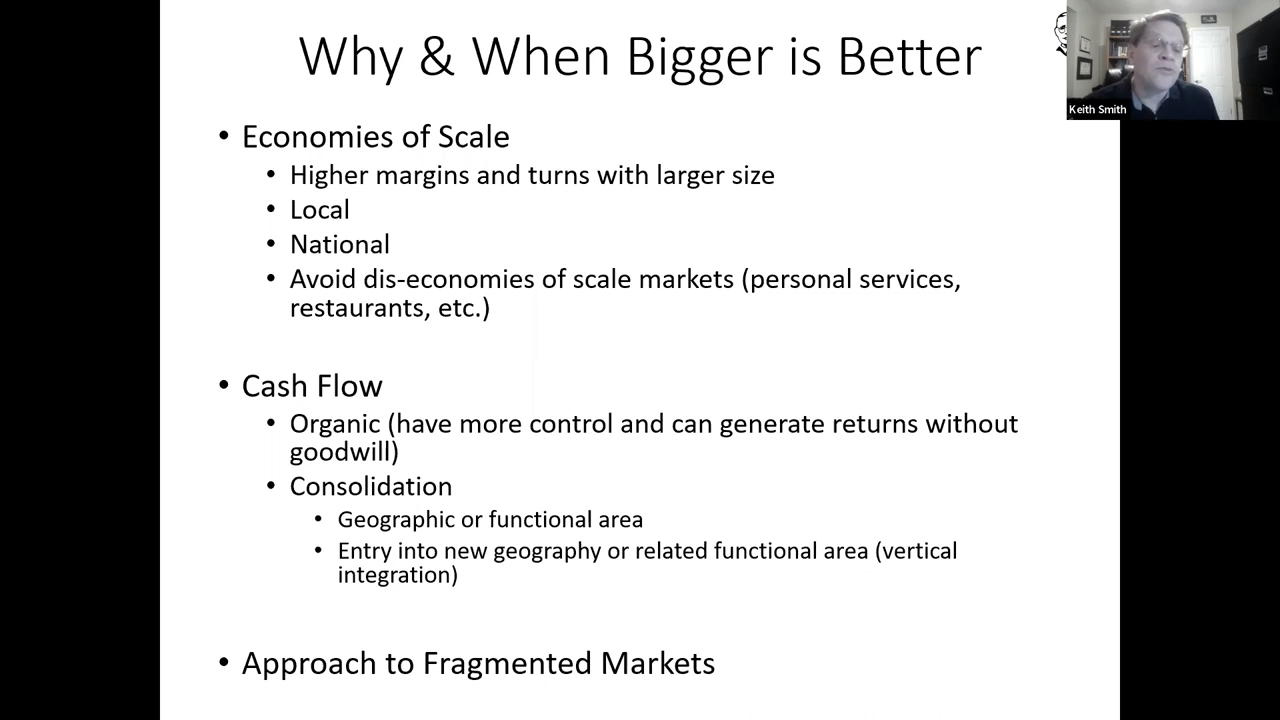 Why & When Bigger is Better
Keith Smith
• Economies of Scale
• Higher margins and turns with larger size
• Local
• National
• Avoid dis-economies of scale markets (personal services,
restaurants, etc.)
• Cash Flow
• Organic (have more control and can generate returns without
goodwill)
• Consolidation
• Geographic or functional area
• Entry into new geography or related functional area (vertical
integration)
• Approach to Fragmented Markets